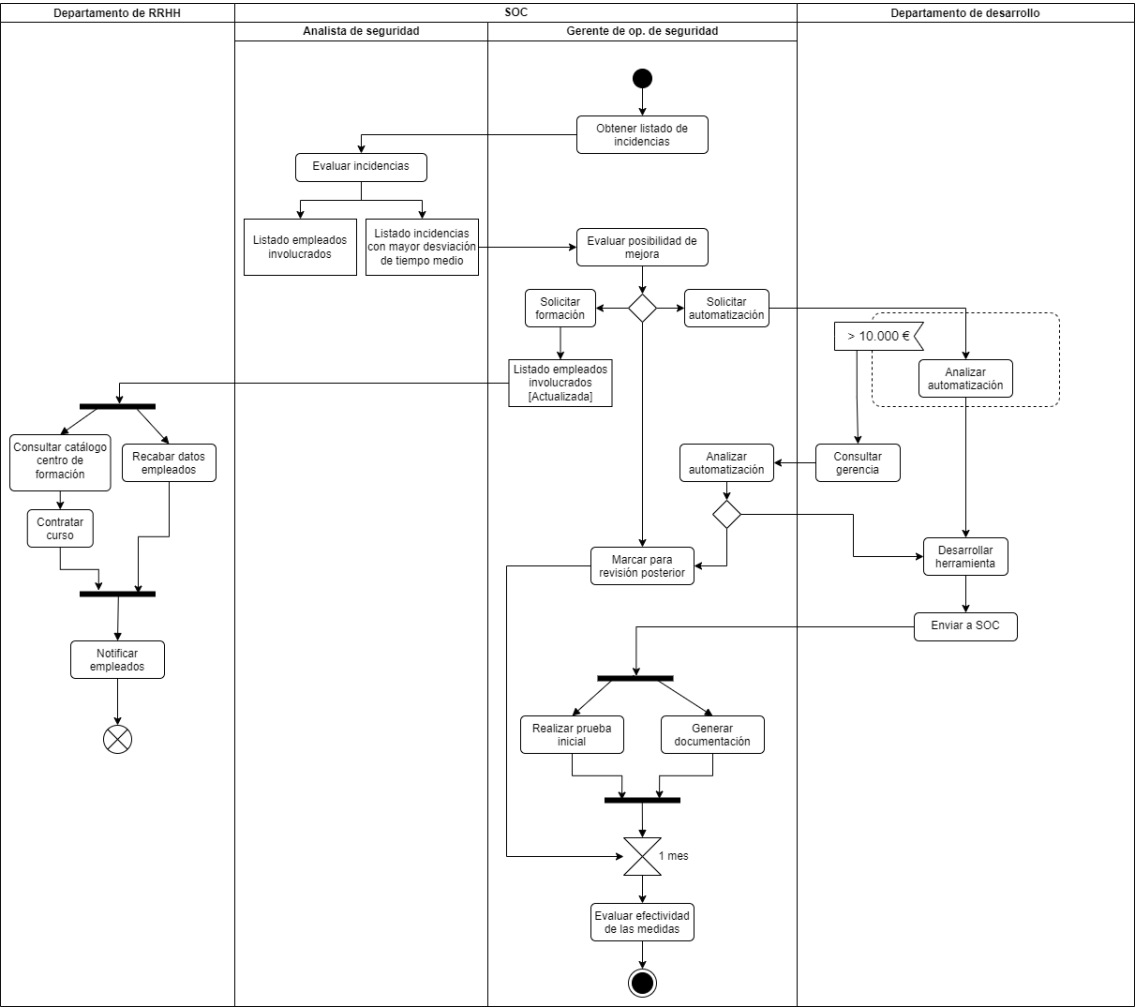 Departamento de RRHH
SOC
Departamento de desarrollo
Analista de seguridad
Gerente de op. de seguridad
Obtener listado de
incidencias
Evaluar incidencias
Listado empleados
involucrados
Listado incidencias
con mayor desviación
de tiempo medio
Evaluar posibilidad de
mejora
Solicitar
formación
Solicitar
automatización
> 10.000 €
Listado empleados
involucrados
[Actualizada]
Analizar
automatización
Consultar catálogo
centro de
formación
Recabar datos
empleados
Analizar
automatización
Consultar
gerencia
Contratar
curso
Marcar para
revisión posterior
Desarrollar
herramienta
Enviar a SOC
Notificar
empleados
Realizar prueba
inicial
Generar
documentación
1 mes
Evaluar efectividad
de las medidas